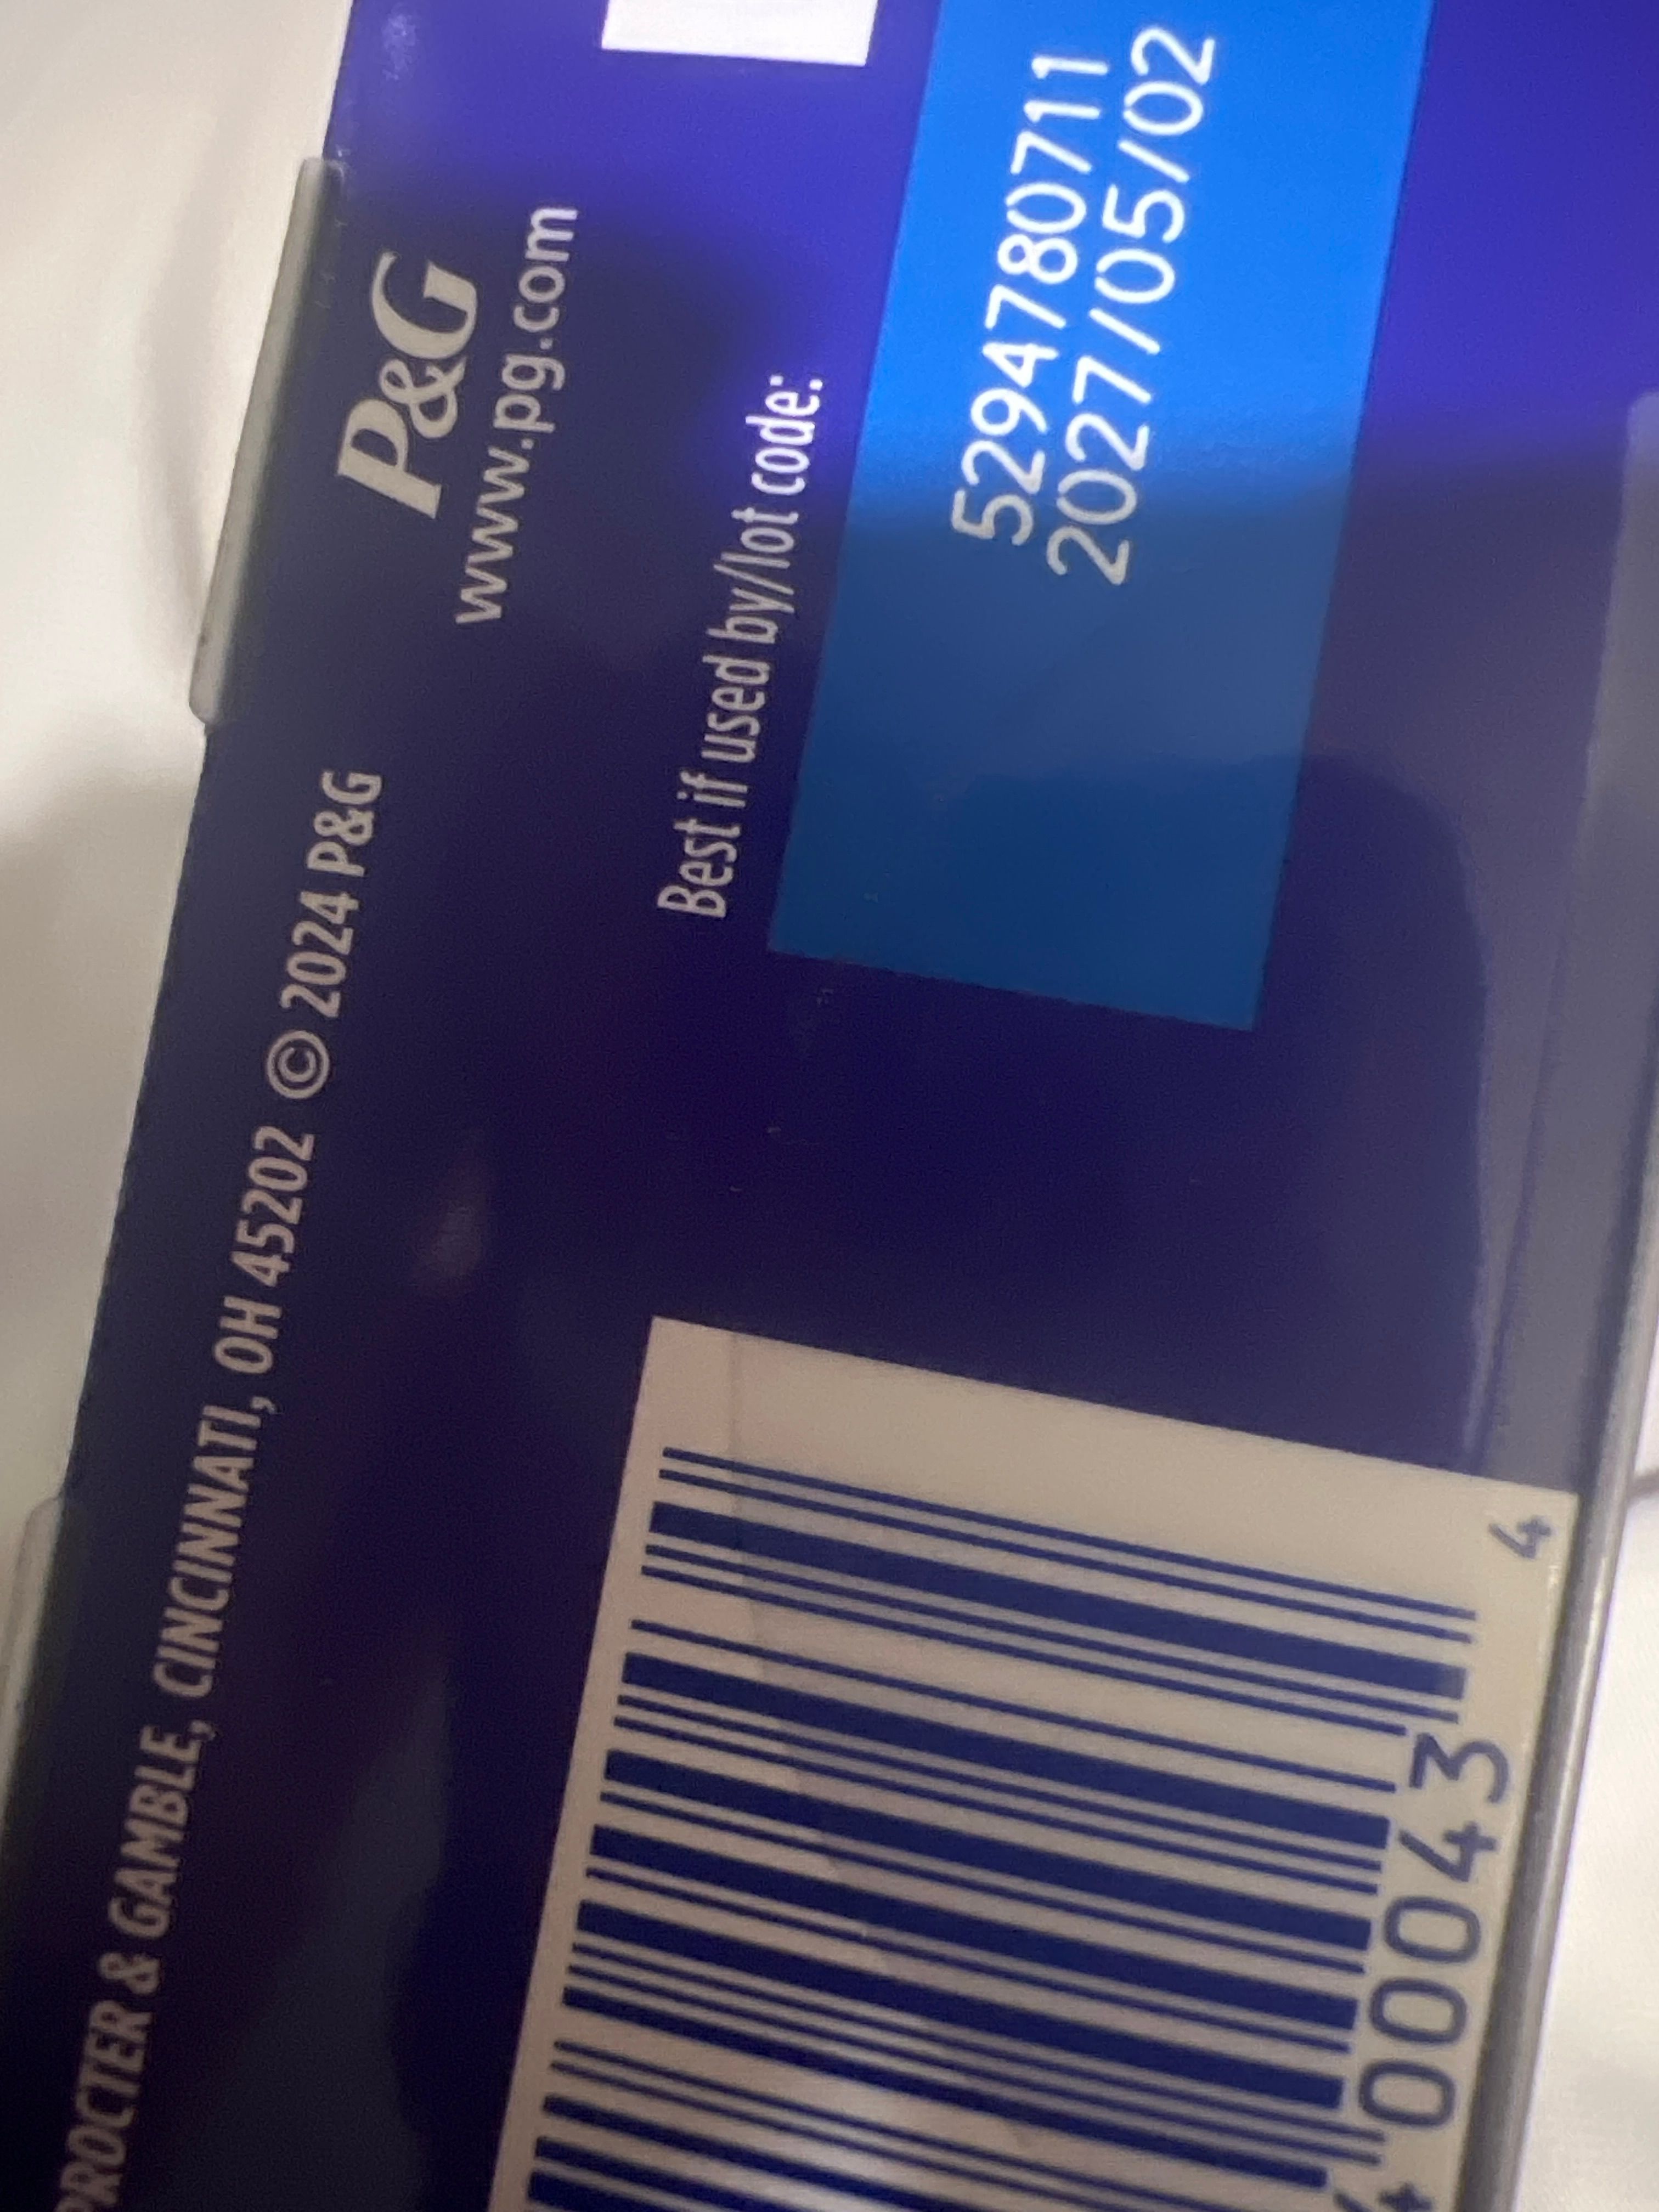 P&G
www.pg.com
PROCTER & GAMBLE, CINCINNATI, OH 45202 © 2024 P&G
Best if used by/lot code:
5294780711
2027/05/02
00043
4